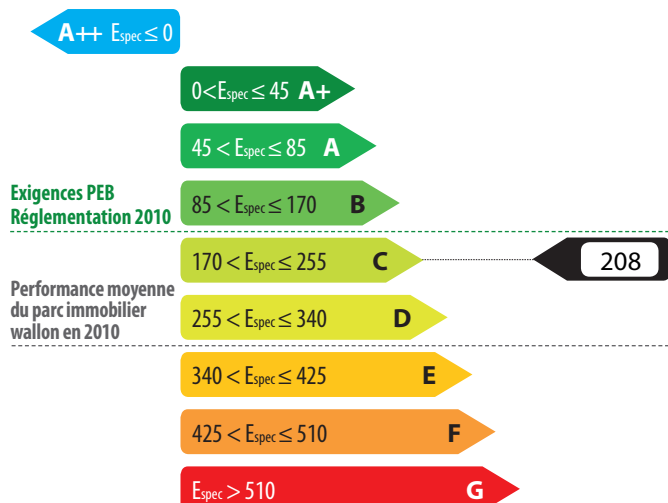 A++ Espec ≤ 0
0<Espec ≤ 45 A+
45 < Espec ≤ 85 A
Exigences PEB
Réglementation 2010
85 < Espec ≤ 170 B
170 < Espec ≤ 255 C
208
Performance moyenne
du parc immobilier
wallon en 2010
255 < Espec ≤ 340 D
340 < Espec ≤ 425 E
425 < Espec ≤ 510 F
Espec > 510 G